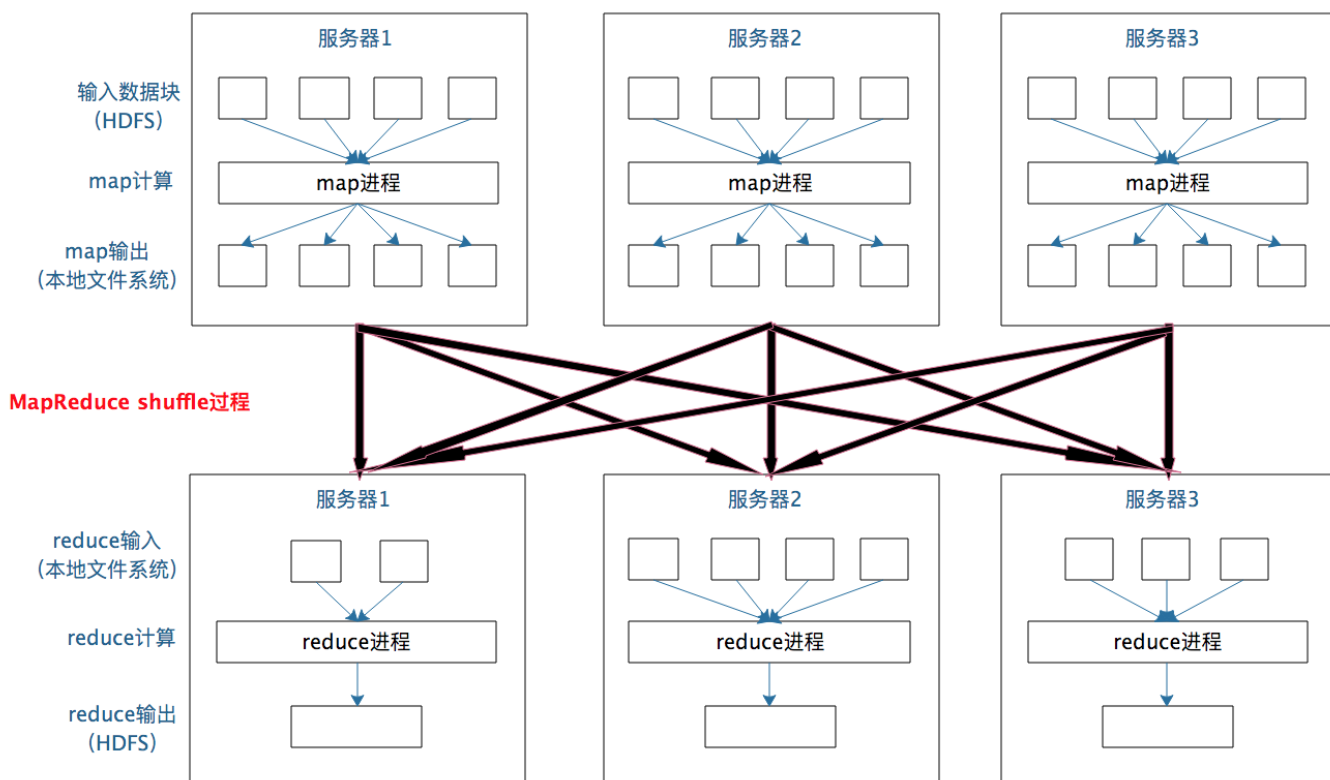 服务器1
服务器2
服务器3
输入数据块
（HDFS）
map计算
map进程
map进程
map进程
map输出
（本地文件系统）
MapReduce shuffle过程
服务器1
服务器2
服务器3
reduce输入
（本地文件系统）
reduce计算
reduce进程
reduce进程
reduce进程
reduce输出
（HDFS）